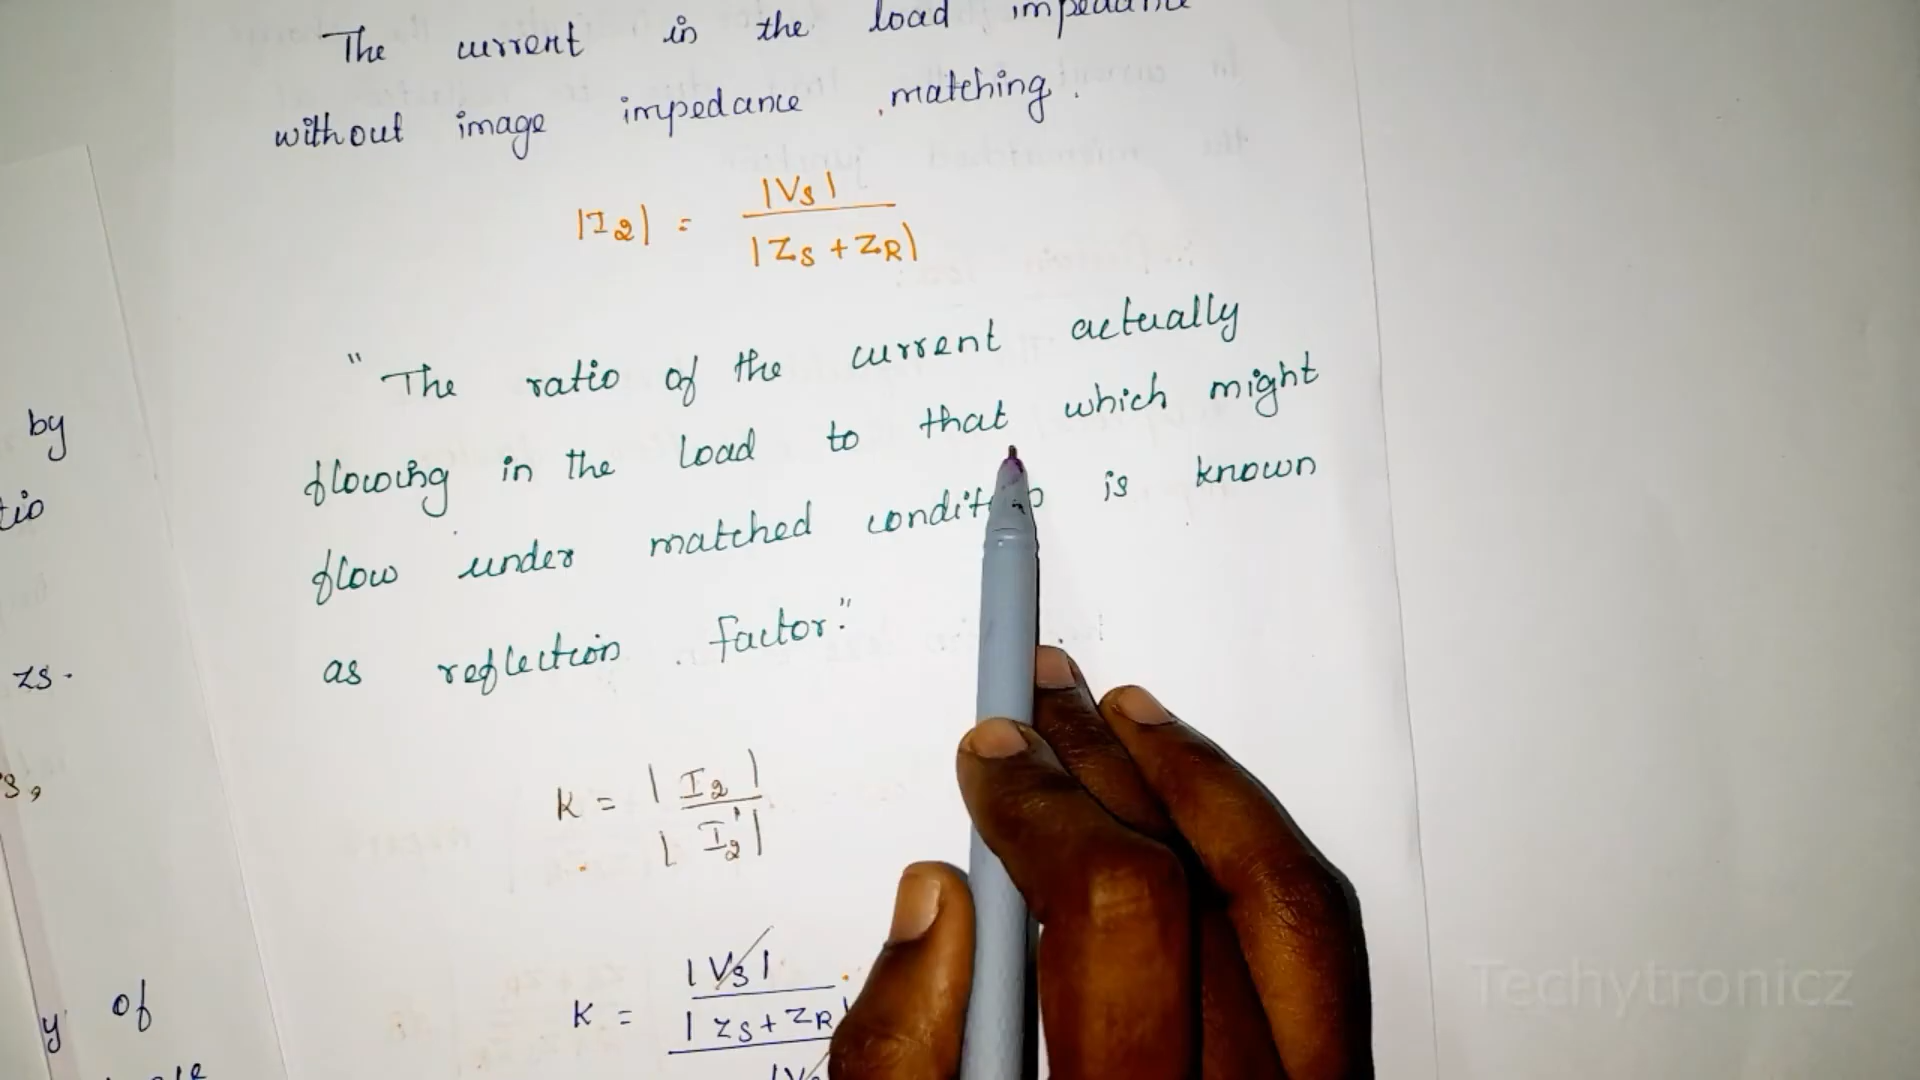 The current in the load
without image impedance matching.
|I2| = |VS| / |ZS + ZR|
"The ratio of the current actually
flowing in the load to that which might
flow under matched condition is known
as reflection factor."
K = |I2| / |I2'|
K = |VS| / |ZS + ZR|
by
zs.
y of
Techytronicz